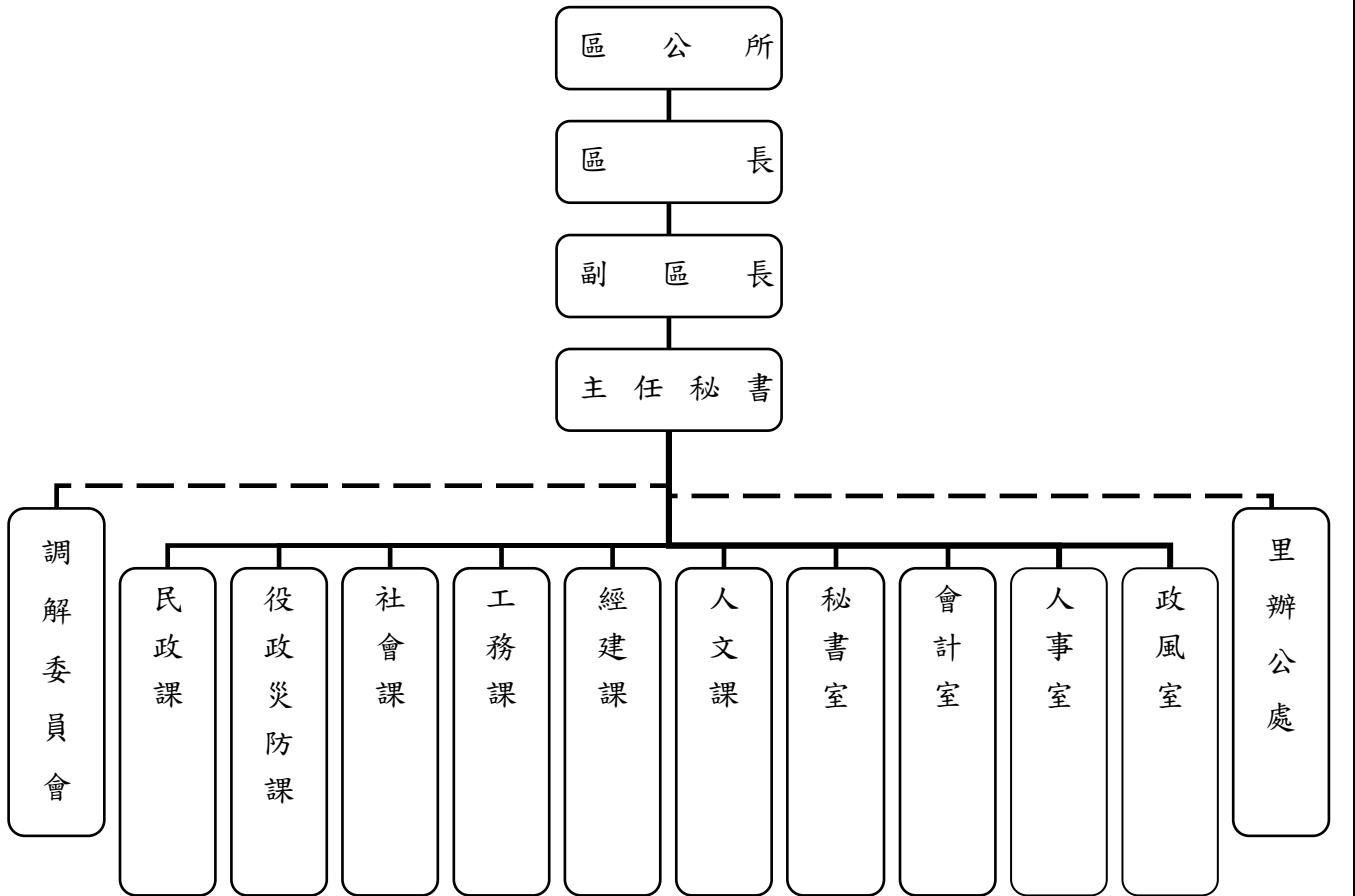 區公所
區長
副區長
主任秘書
調解委員會
民政課
役政災防課
社會課
工務課
經建課
人文課
秘書室
會計室
人事室
政風室
里辦公處